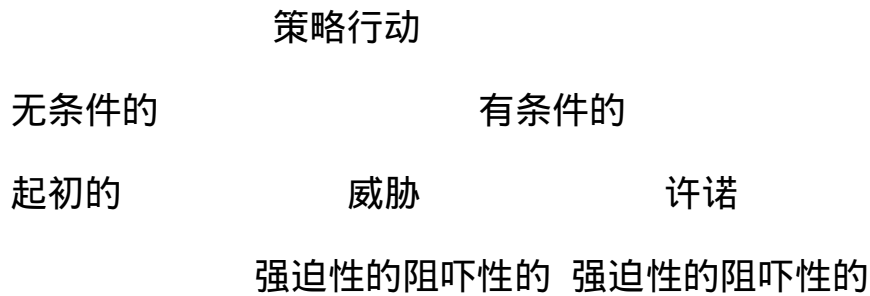 策略行动
无条件的 有条件的
起初的 威胁 许诺
强迫性的阻吓性的 强迫性的阻吓性的